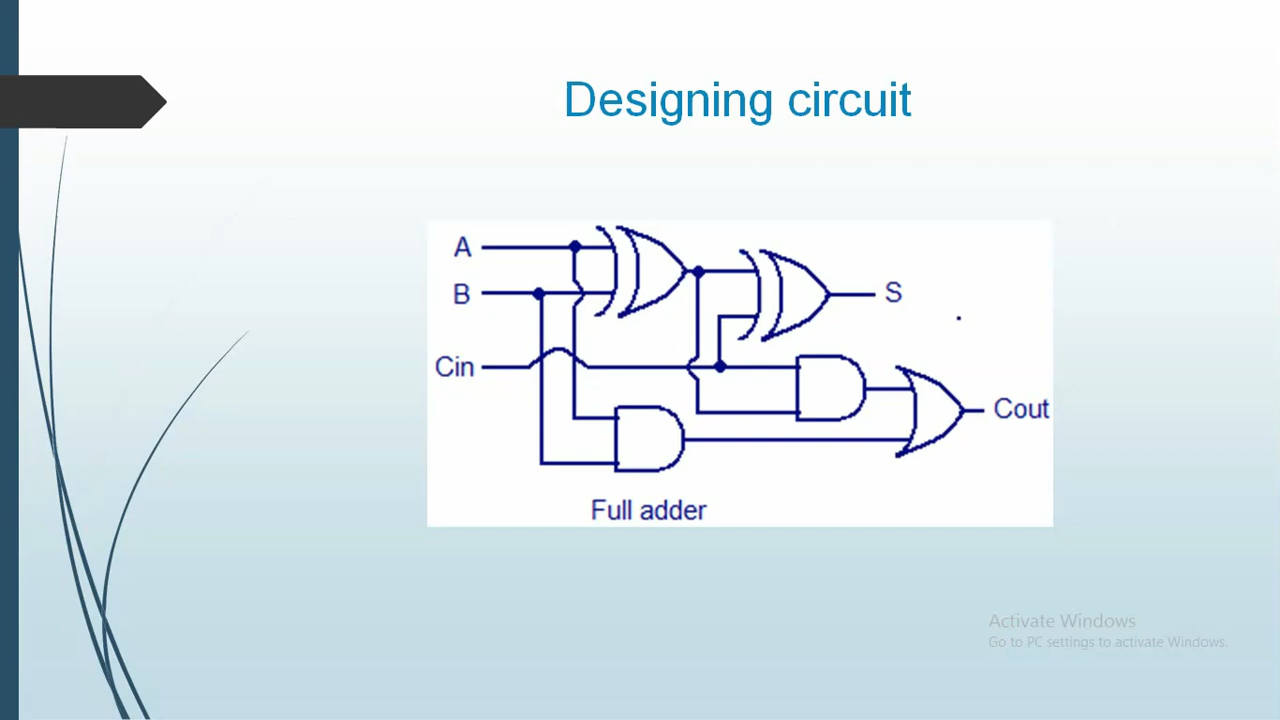 Designing circuit
A
B
Cin
S
Cout
Full adder
Activate Windows
Go to PC settings to activate Windows.